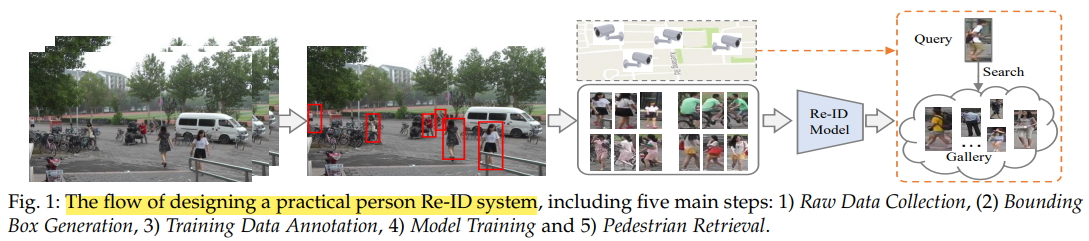 Query
Search
Re-ID
Model
Gallery
Fig. 1: The flow of designing a practical person Re-ID system, including five main steps: 1) Raw Data Collection, (2) Bounding
Box Generation, 3) Training Data Annotation, 4) Model Training and 5) Pedestrian Retrieval.